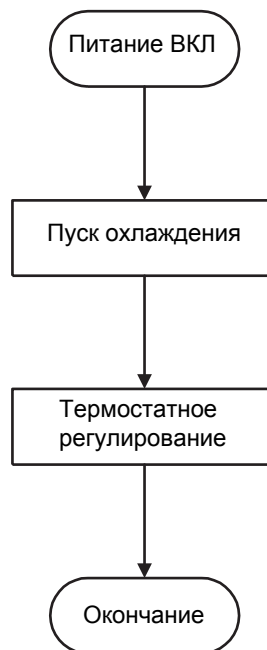 Питание ВКЛ
Пуск охлаждения
Термостатное
регулирование
Окончание